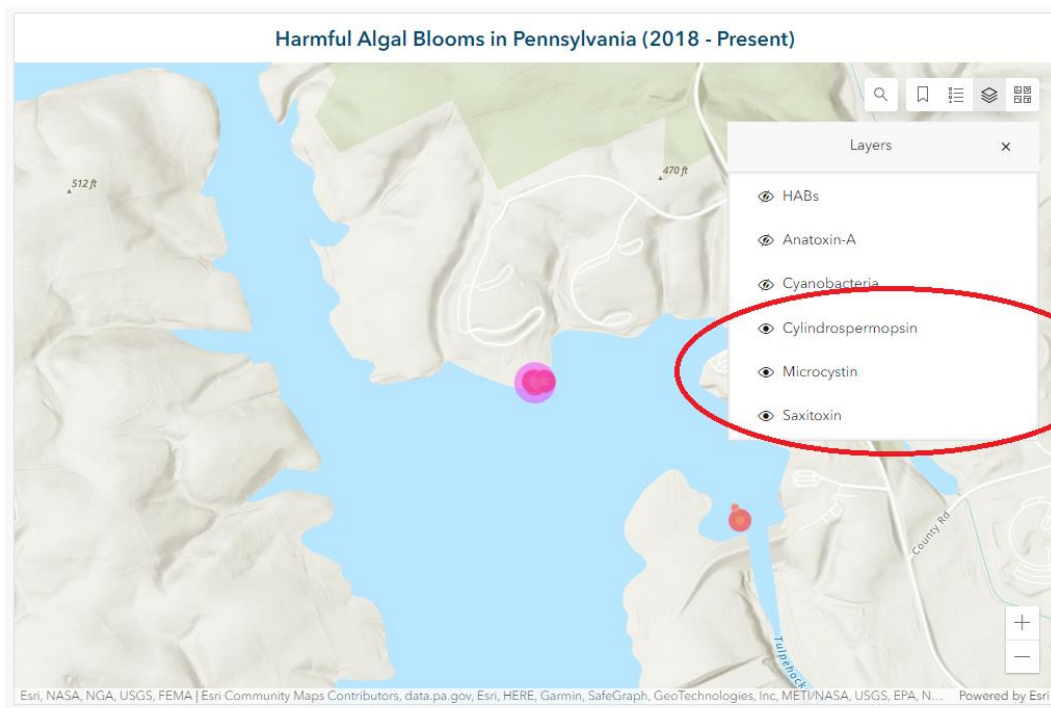 Harmful Algal Blooms in Pennsylvania (2018 - Present)
512 ft
470 ft
Layers
HABs
Anatoxin-A
Cyanobacteria
Cylindrospermopsin
Microcystin
Saxitoxin
County Rd
Tulpehock
Esri, NASA, NGA, USGS, FEMA | Esri Community Maps Contributors, data.pa.gov, Esri, HERE, Garmin, SafeGraph, GeoTechnologies, Inc, METI/NASA, USGS, EPA, N... Powered by Esri